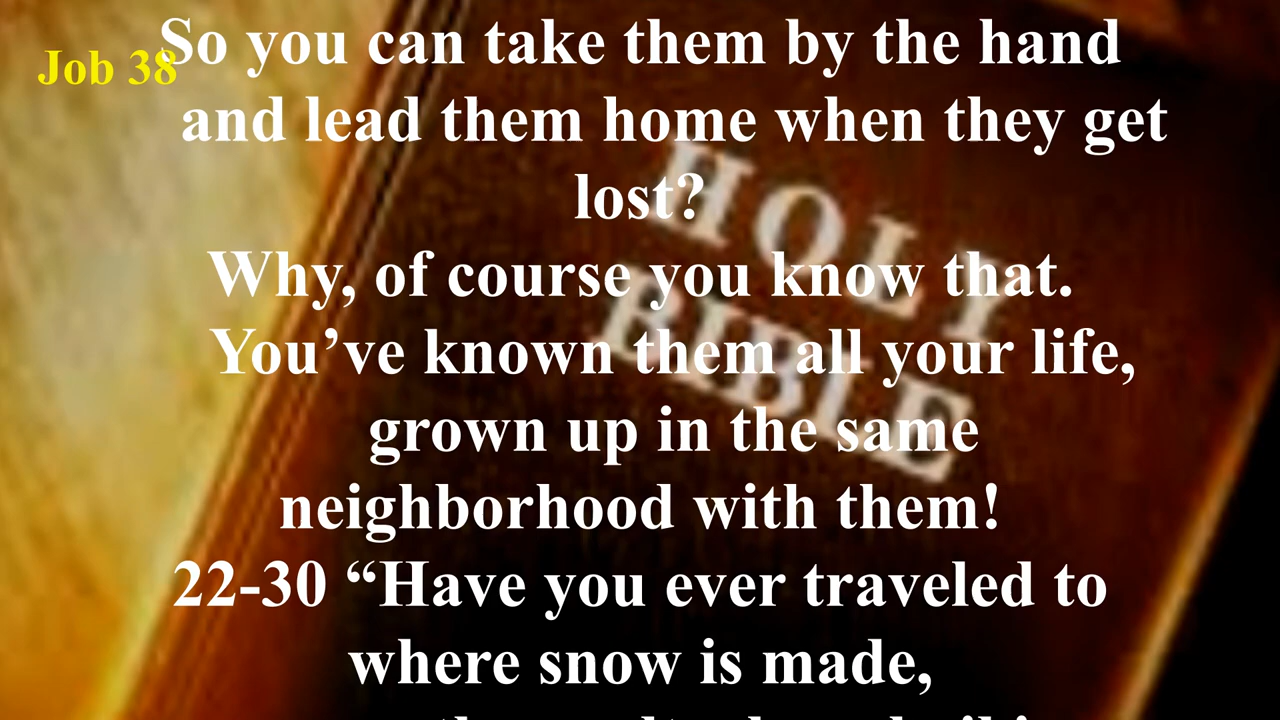 Job 38
So you can take them by the hand
and lead them home when they get
lost?
Why, of course you know that.
You’ve known them all your life,
grown up in the same
neighborhood with them!
22-30 “Have you ever traveled to
where snow is made,
HOLY
BIBLE